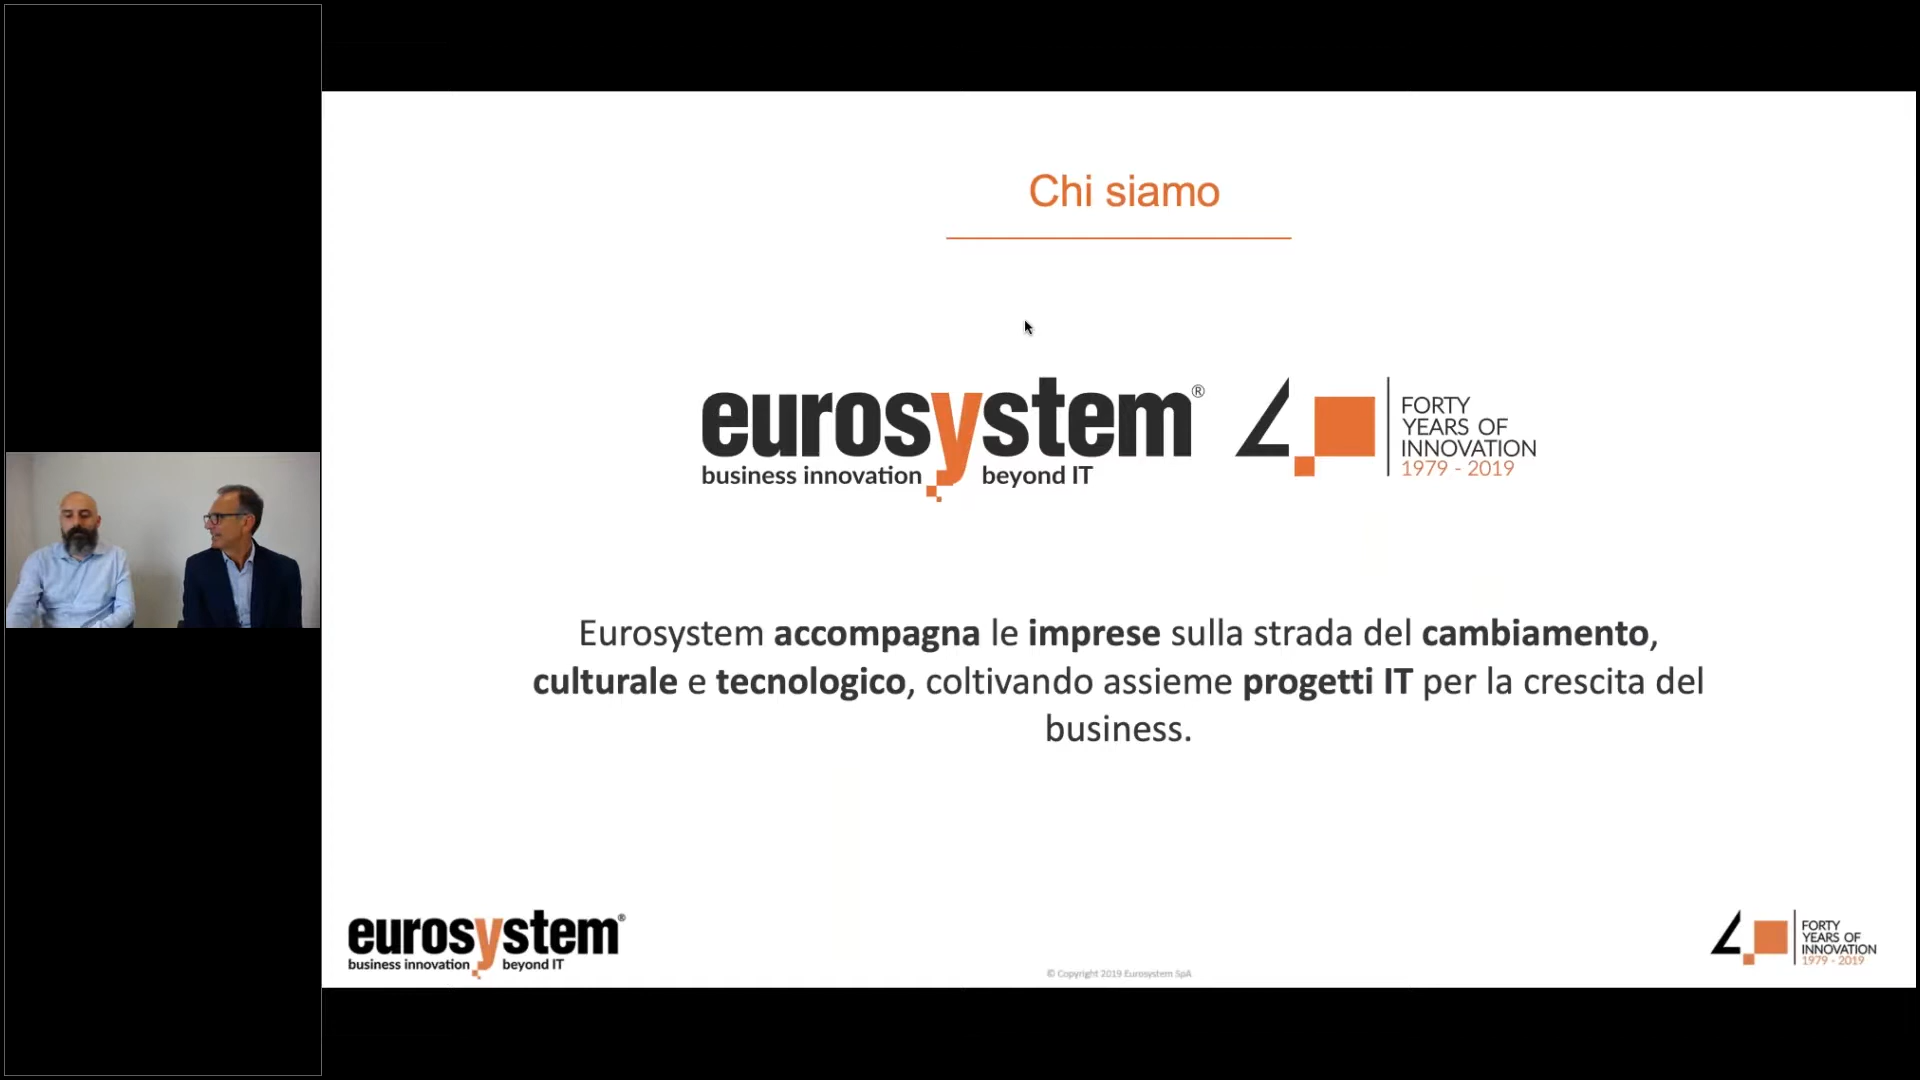 Chi siamo
eurosystem®
business innovation beyond IT
FORTY
YEARS OF
INNOVATION
1979 - 2019
Eurosystem accompagna le imprese sulla strada del cambiamento,
culturale e tecnologico, coltivando assieme progetti IT per la crescita del
business.
eurosystem®
business innovation beyond IT
© Copyright 2019 Eurosystem SpA
FORTY
YEARS OF
INNOVATION
1979 - 2019